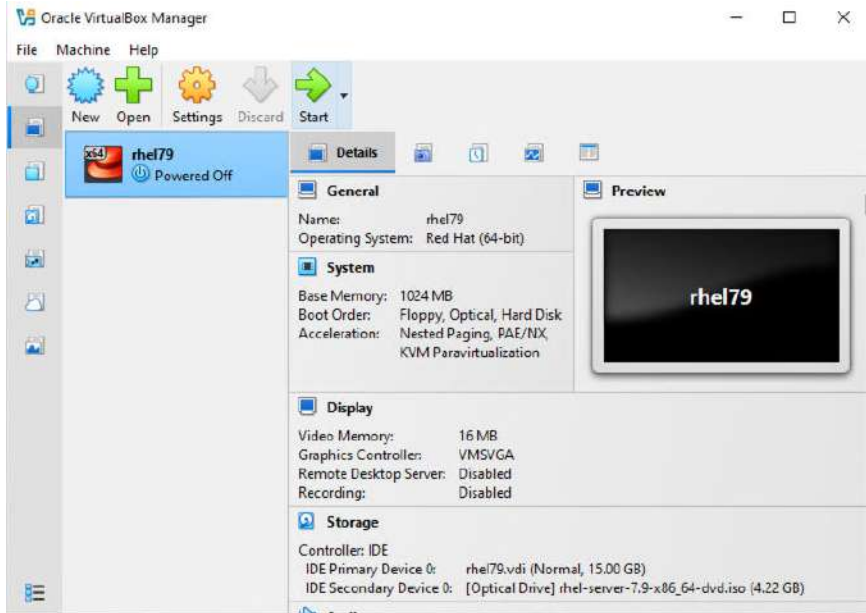 Oracle VirtualBox Manager
File Machine Help
New Open Settings Discard Start
x64 rhel79
Powered Off
Details
General
Name: rhel79
Operating System: Red Hat (64-bit)
System
Base Memory: 1024 MB
Boot Order: Floppy, Optical, Hard Disk
Acceleration: Nested Paging, PAE/NX,
KVM Paravirtualization
Preview
rhel79
Display
Video Memory: 16 MB
Graphics Controller: VMSVGA
Remote Desktop Server: Disabled
Recording: Disabled
Storage
Controller: IDE
IDE Primary Device 0: rhel79.vdi (Normal, 15.00 GB)
IDE Secondary Device 0: [Optical Drive] rhel-server-7.9-x86_64-dvd.iso (4.22 GB)